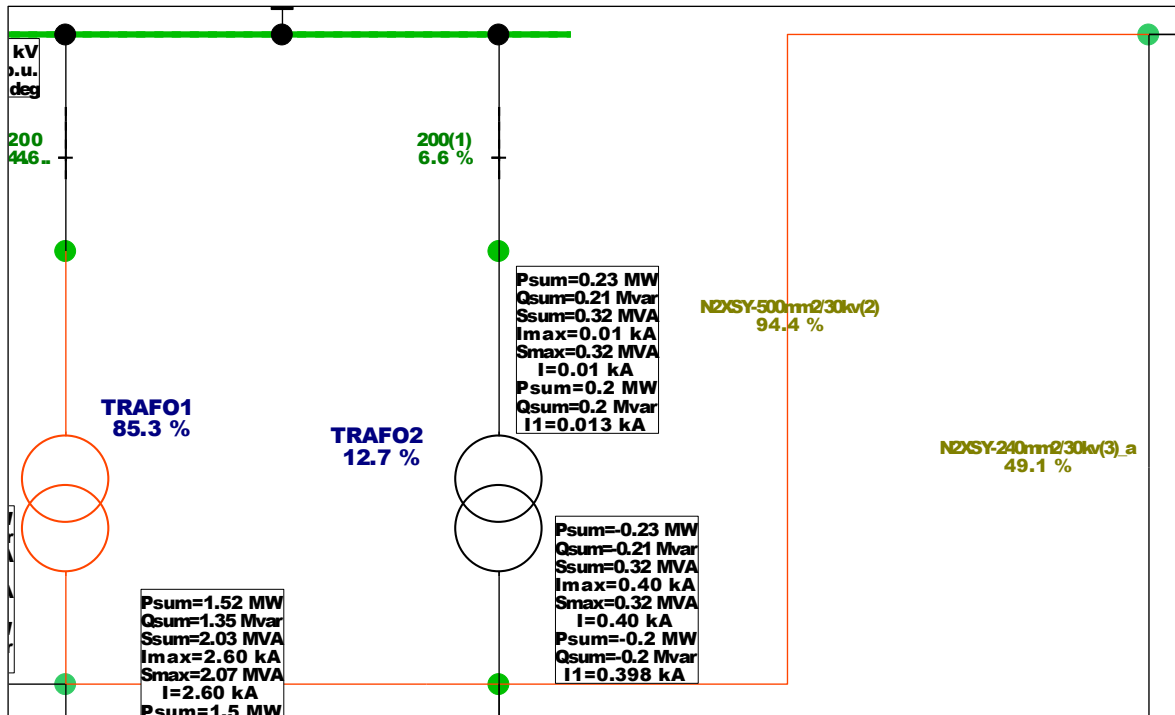 kV
p.u.
deg
200
200(1)
6.6 %
Psum=0.23 MW
Qsum=0.21 Mvar
Ssum=0.32 MVA
Imax=0.01 kA
Smax=0.32 MVA
I=0.01 kA
Psum=0.2 MW
Qsum=0.2 Mvar
I1=0.013 kA
N2XSY-500mm2/30kv(2)
94.4 %
TRAFO1
85.3 %
TRAFO2
12.7 %
N2XSY-240mm2/30kv(3)_a
49.1 %
Psum=-0.23 MW
Qsum=-0.21 Mvar
Ssum=0.32 MVA
Imax=0.40 kA
Smax=0.32 MVA
I=0.40 kA
Psum=-0.2 MW
Qsum=-0.2 Mvar
I1=0.398 kA
Psum=1.52 MW
Qsum=1.35 Mvar
Ssum=2.03 MVA
Imax=2.60 kA
Smax=2.07 MVA
I=2.60 kA
Psum=1.5 MW